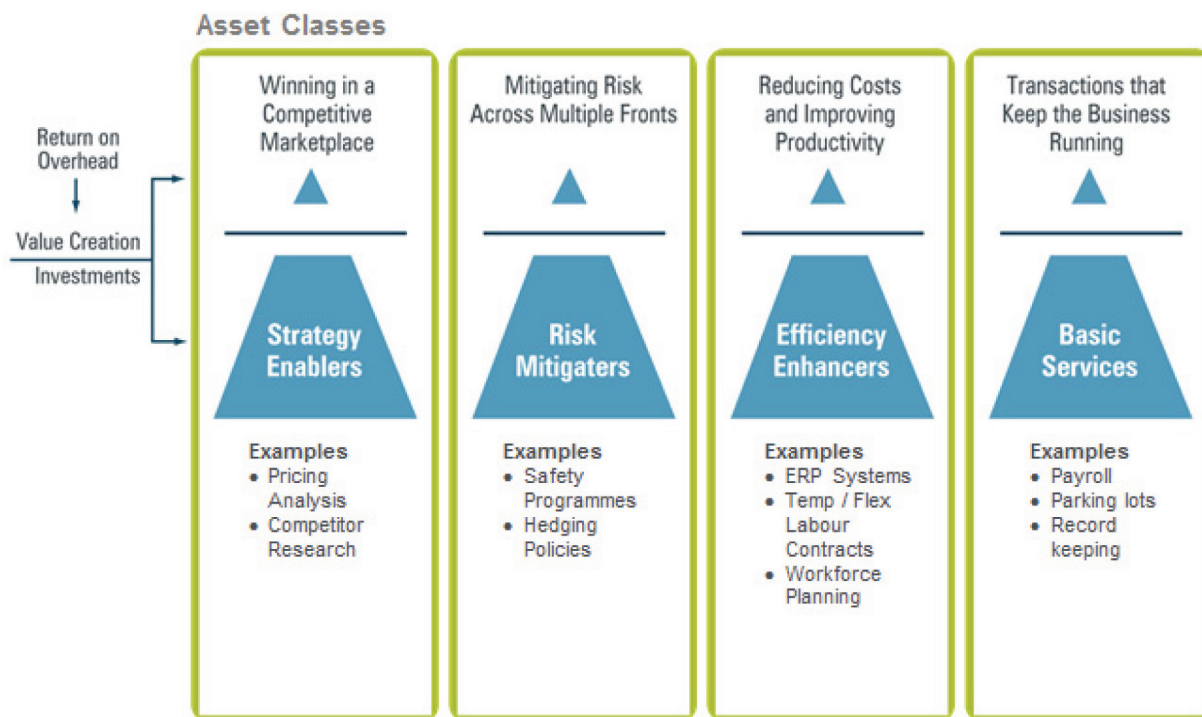 Asset Classes
Return on
Overhead
Value Creation
Investments
Winning in a
Competitive
Marketplace
Strategy
Enablers
Examples
• Pricing
Analysis
• Competitor
Research
Mitigating Risk
Across Multiple Fronts
Risk
Mitigaters
Examples
• Safety
Programmes
• Hedging
Policies
Reducing Costs
and Improving
Productivity
Efficiency
Enhancers
Examples
• ERP Systems
• Temp / Flex
Labour
Contracts
• Workforce
Planning
Transactions that
Keep the Business
Running
Basic
Services
Examples
• Payroll
• Parking lots
• Record
keeping